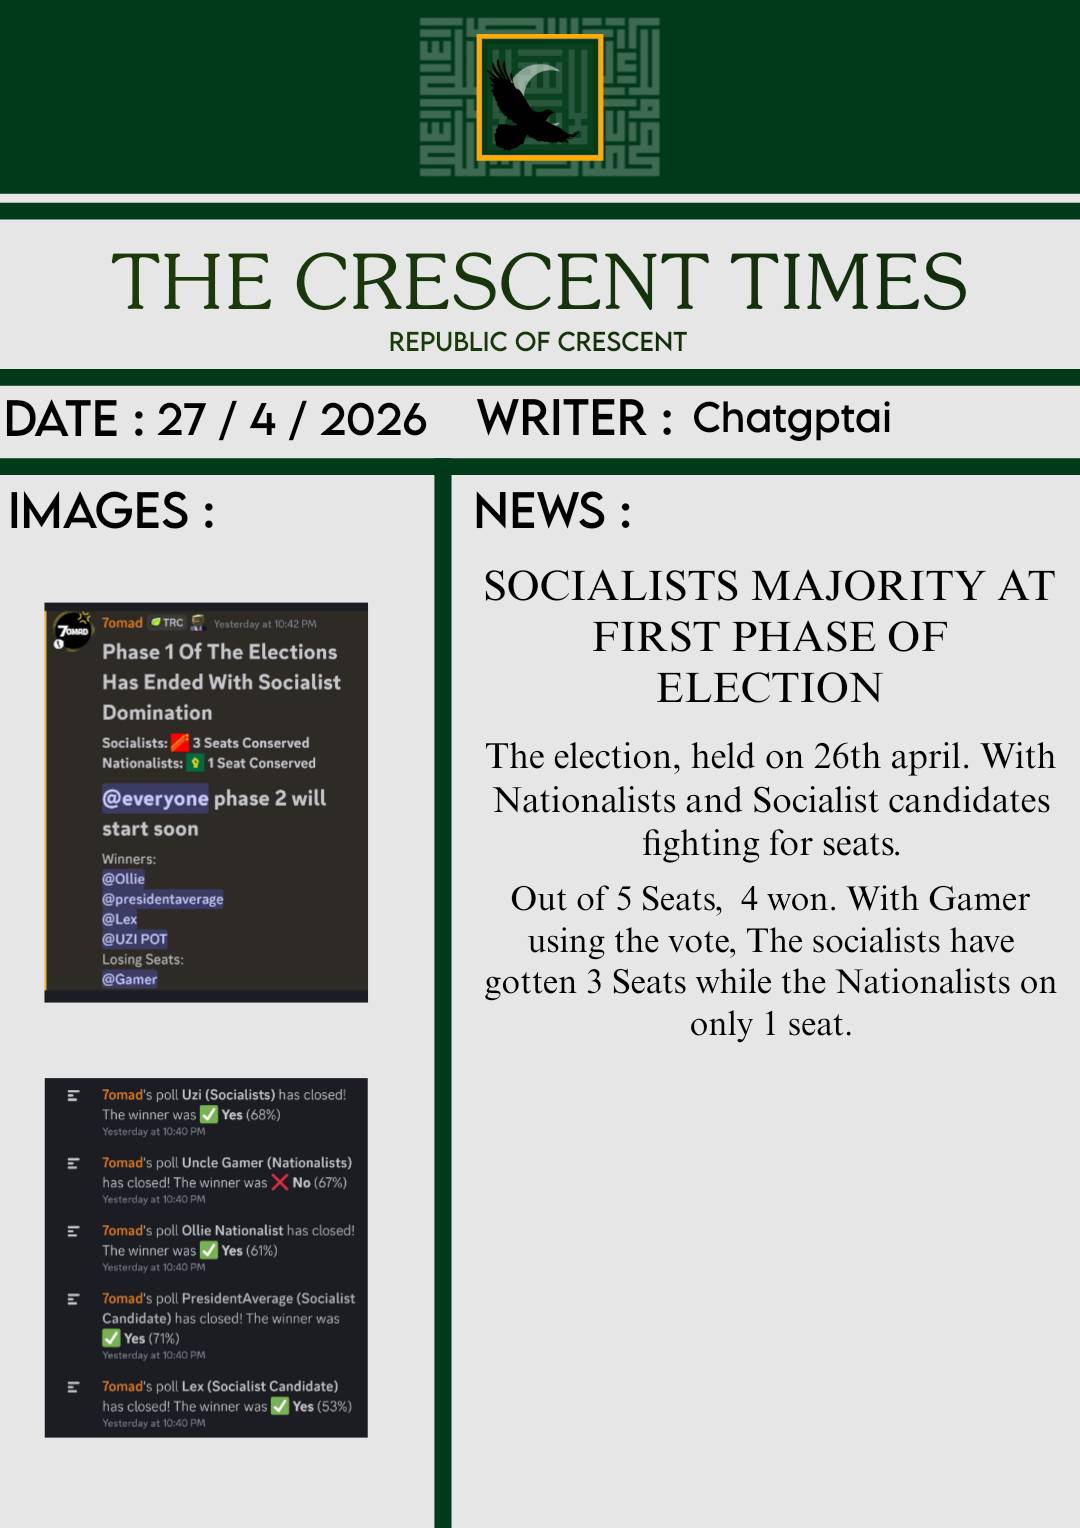 THE CRESCENT TIMES
REPUBLIC OF CRESCENT
DATE : 27 / 4 / 2026
WRITER : Chatgptai
IMAGES :
7omad TRC Yesterday at 10:42 PM
Phase 1 Of The Elections
Has Ended With Socialist
Domination
Socialists: 3 Seats Conserved
Nationalists: 1 Seat Conserved
@everyone phase 2 will
start soon
Winners:
@Ollie
@presidentaverage
@Lex
@UZI POT
Losing Seats:
@Gamer
7omad's poll Uzi (Socialists) has closed!
The winner was ✅ Yes (68%)
Yesterday at 10:40 PM
7omad's poll Uncle Gamer (Nationalists)
has closed! The winner was ❌ No (67%)
Yesterday at 10:40 PM
7omad's poll Ollie Nationalist has closed!
The winner was ✅ Yes (61%)
Yesterday at 10:40 PM
7omad's poll PresidentAverage (Socialist
Candidate) has closed! The winner was
✅ Yes (71%)
Yesterday at 10:40 PM
7omad's poll Lex (Socialist Candidate)
has closed! The winner was ✅ Yes (53%)
Yesterday at 10:40 PM
NEWS :
SOCIALISTS MAJORITY AT
FIRST PHASE OF
ELECTION
The election, held on 26th april. With
Nationalists and Socialist candidates
fighting for seats.
Out of 5 Seats,  4 won. With Gamer
using the vote, The socialists have
gotten 3 Seats while the Nationalists on
only 1 seat.